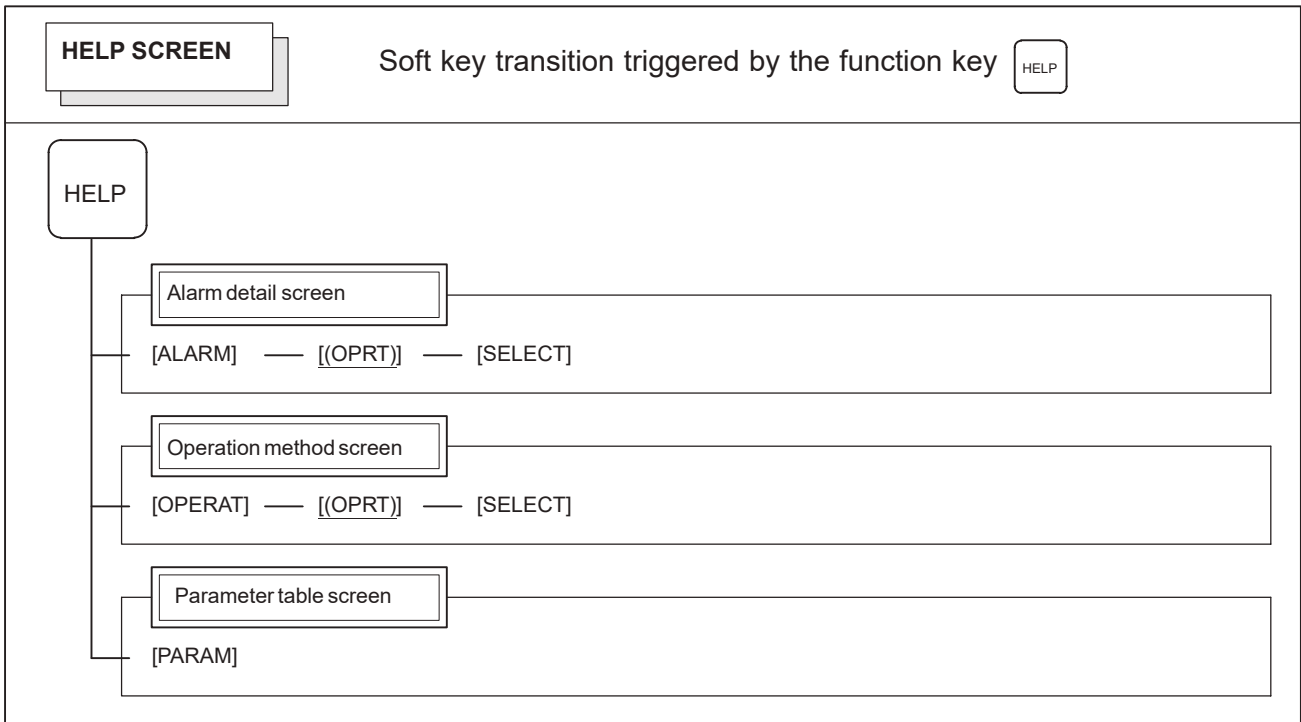 HELP SCREEN
Soft key transition triggered by the function key HELP
HELP
Alarm detail screen
[ALARM] [(OPRT)] [SELECT]
Operation method screen
[OPERAT] [(OPRT)] [SELECT]
Parameter table screen
[PARAM]